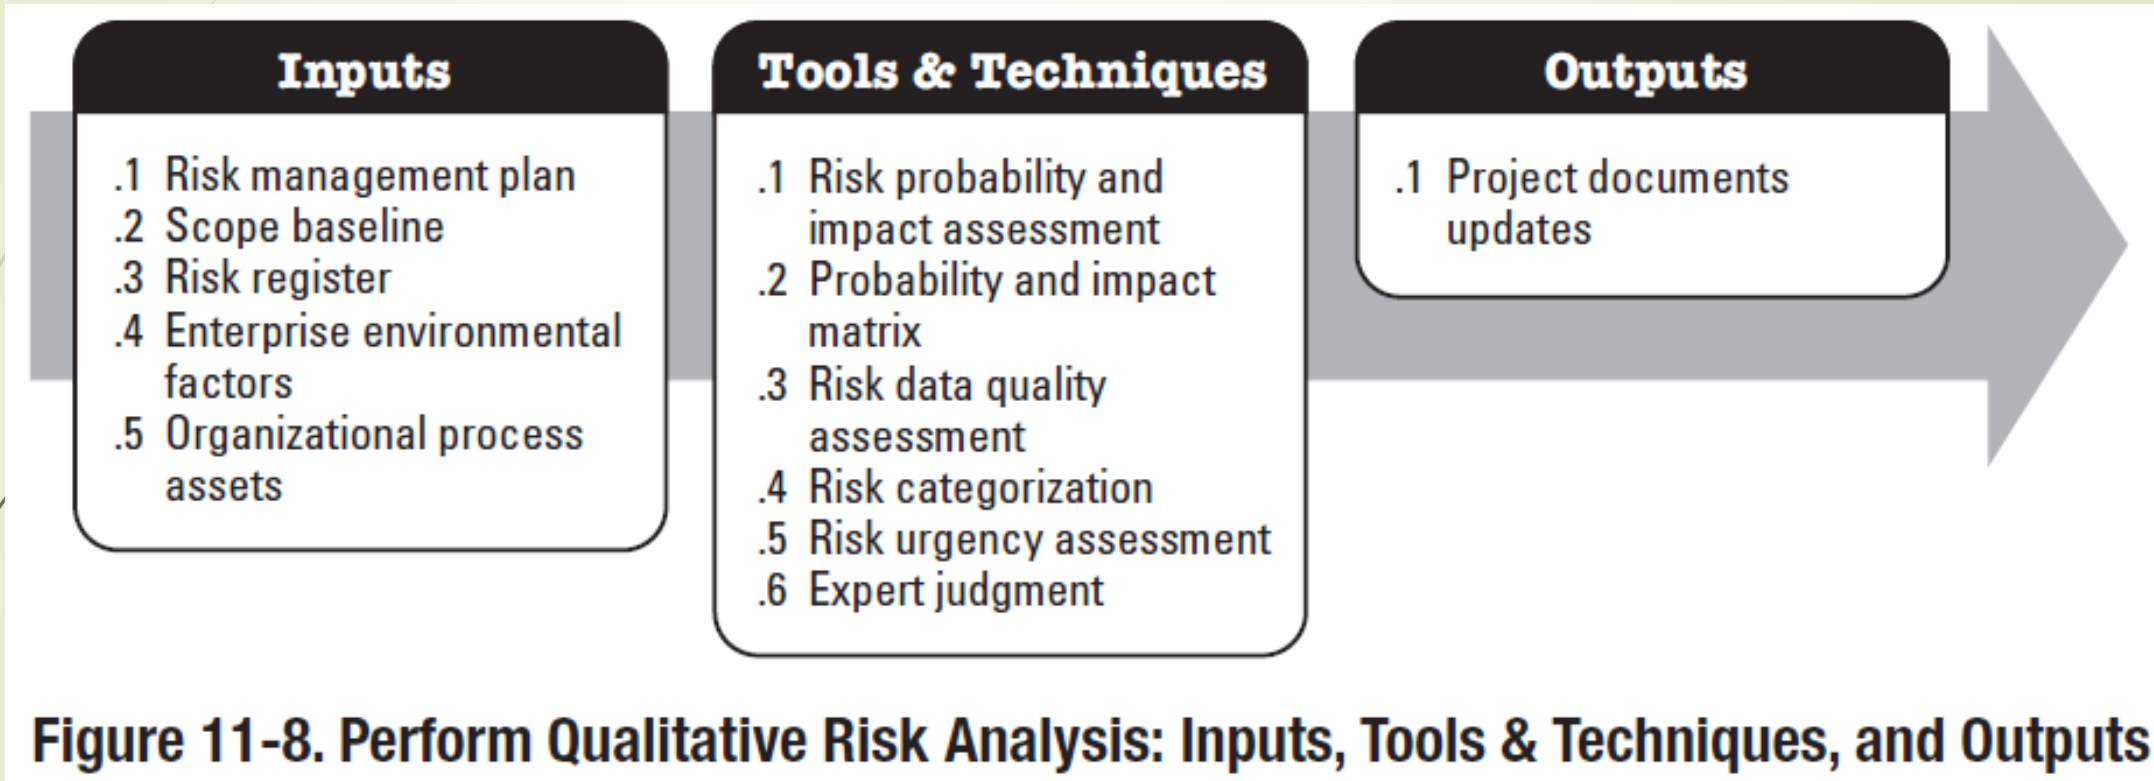 Inputs
.1 Risk management plan
.2 Scope baseline
.3 Risk register
.4 Enterprise environmental
factors
.5 Organizational process
assets
Tools & Techniques
.1 Risk probability and
impact assessment
.2 Probability and impact
matrix
.3 Risk data quality
assessment
.4 Risk categorization
.5 Risk urgency assessment
.6 Expert judgment
Outputs
.1 Project documents
updates
Figure 11-8. Perform Qualitative Risk Analysis: Inputs, Tools & Techniques, and Outputs